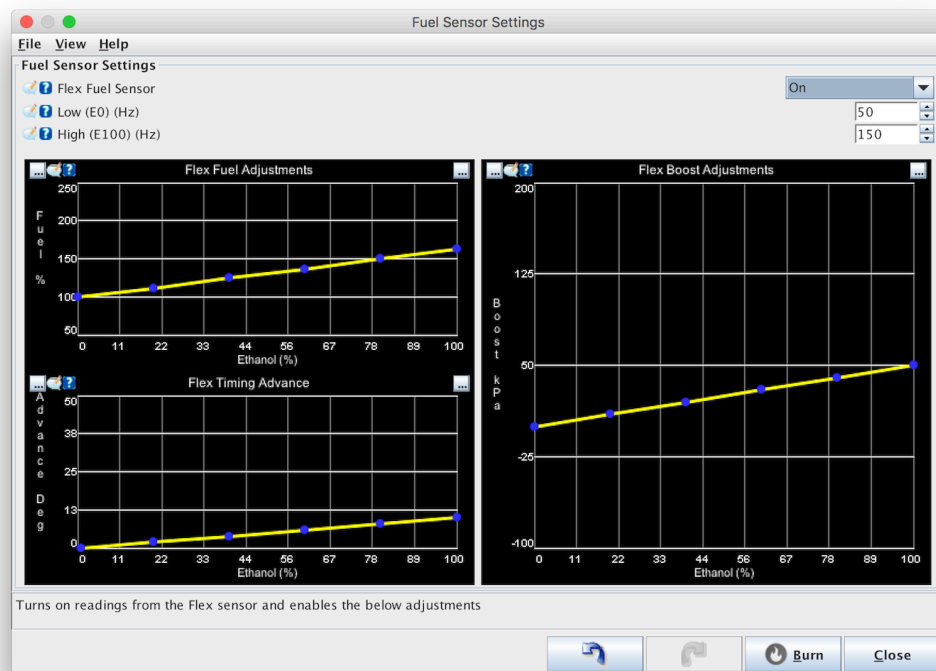 Fuel Sensor Settings
File View Help
Fuel Sensor Settings
Flex Fuel Sensor On
Low (E0) (Hz) 50
High (E100) (Hz) 150
... Flex Fuel Adjustments ...
Fuel %
250
200
150
100
50
0 11 22 33 44 56 67 78 89 100
Ethanol (%)
... Flex Timing Advance ...
Advance Deg
50
38
25
13
0
0 11 22 33 44 56 67 78 89 100
Ethanol (%)
... Flex Boost Adjustments ...
Boost kPa
200
125
50
-25
-100
0 11 22 33 44 56 67 78 89 100
Ethanol (%)
Turns on readings from the Flex sensor and enables the below adjustments
Burn Close